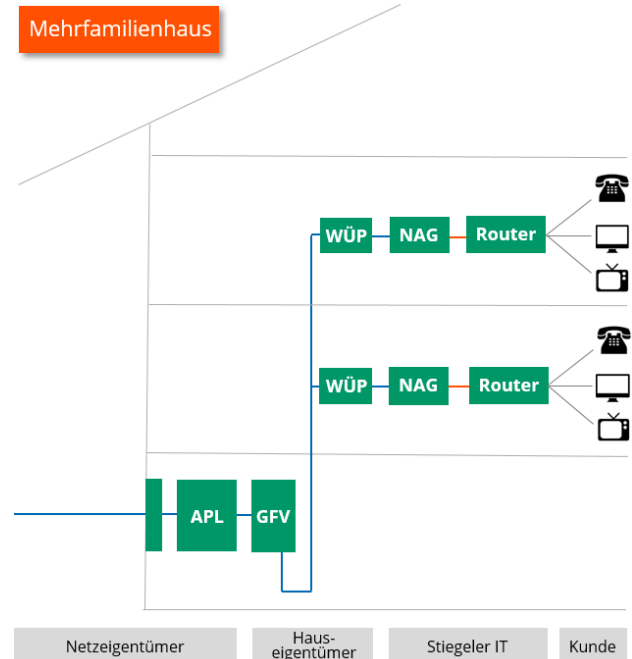 Mehrfamilienhaus
WÜP NAG Router
WÜP NAG Router
APL GFV
Netzeigentümer
Haus-
eigentümer
Stiegeler IT
Kunde